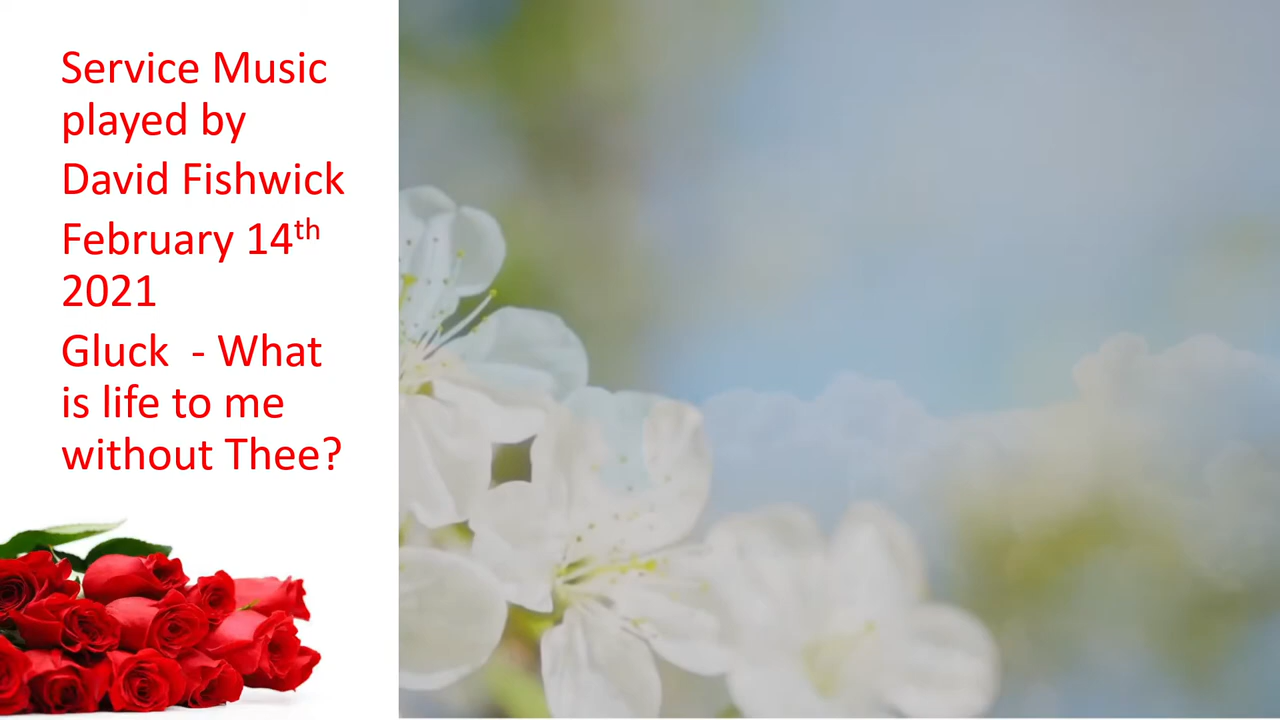 Service Music
played by
David Fishwick
February 14th
2021
Gluck  - What
is life to me
without Thee?